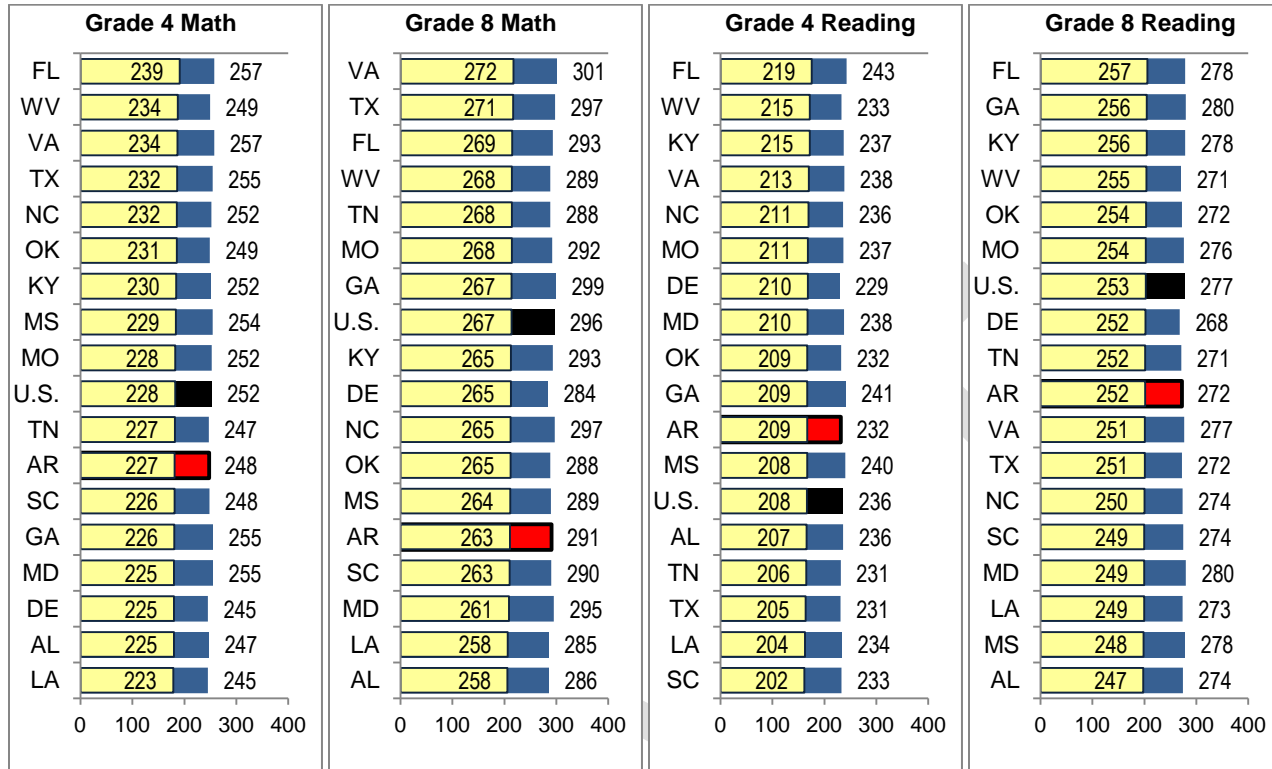 Grade 4 Math
FL 239 257
WV 234 249
VA 234 257
TX 232 255
NC 232 252
OK 231 249
KY 230 252
MS 229 254
MO 228 252
U.S. 228 252
TN 227 247
AR 227 248
SC 226 248
GA 226 255
MD 225 255
DE 225 245
AL 225 247
LA 223 245
0 100 200 300 400
Grade 8 Math
VA 272 301
TX 271 297
FL 269 293
WV 268 289
TN 268 288
MO 268 292
GA 267 299
U.S. 267 296
KY 265 293
DE 265 284
NC 265 297
OK 265 288
MS 264 289
AR 263 291
SC 263 290
MD 261 295
LA 258 285
AL 258 286
0 100 200 300 400
Grade 4 Reading
FL 219 243
WV 215 233
KY 215 237
VA 213 238
NC 211 236
MO 211 237
DE 210 229
MD 210 238
OK 209 232
GA 209 241
AR 209 232
MS 208 240
U.S. 208 236
AL 207 236
TN 206 231
TX 205 231
LA 204 234
SC 202 233
0 100 200 300 400
Grade 8 Reading
FL 257 278
GA 256 280
KY 256 278
WV 255 271
OK 254 272
MO 254 276
U.S. 253 277
DE 252 268
TN 252 271
AR 252 272
VA 251 277
TX 251 272
NC 250 274
SC 249 274
MD 249 280
LA 249 273
MS 248 278
AL 247 274
0 100 200 300 400